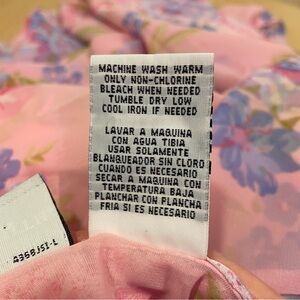 MACHINE WASH WARM
ONLY NON-CHLORINE
BLEACH WHEN NEEDED
TUMBLE DRY LOW
COOL IRON IF NEEDED
LAVAR A MAQUINA
CON AGUA TIBIA
USAR SOLAMENTE
BLANQUEADOR SIN CLORO
CUANDO ES NECESARIO
SECAR A MAQUINA CON
TEMPERATURA BAJA
PLANCHAR CON PLANCHA
FRIA SI ES NECESARIO